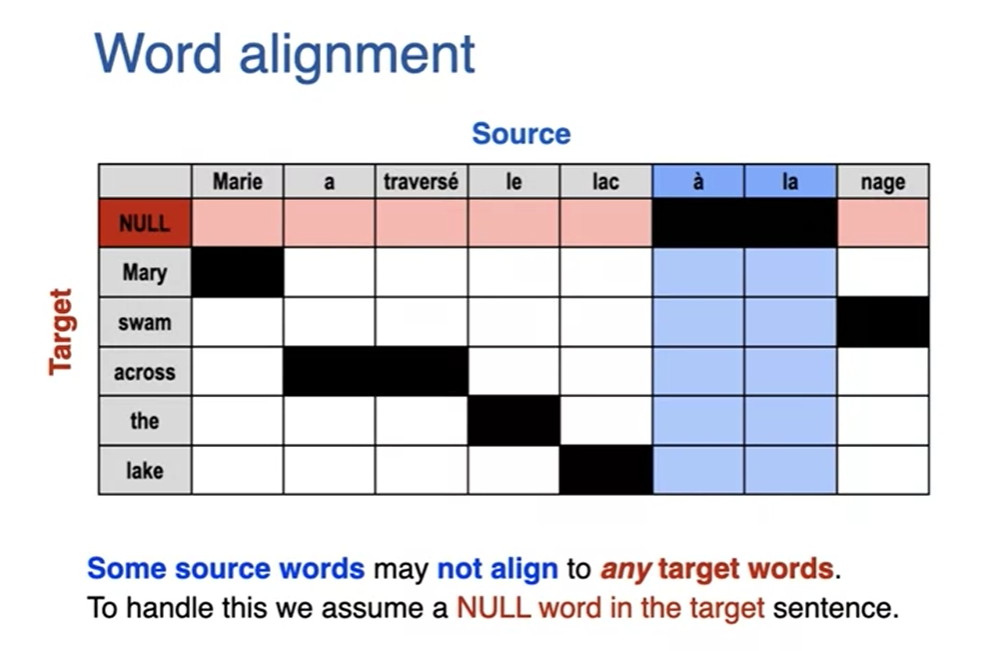 Word alignment
Source
Marie a traversé le lac à la nage
NULL
Mary
swam
across
the
lake
Target
Some source words may not align to any target words.
To handle this we assume a NULL word in the target sentence.